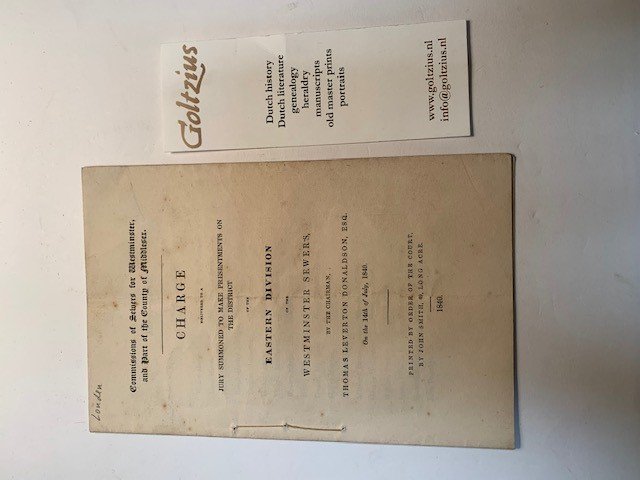 Goltzius
Dutch history
Dutch literature
genealogy
heraldry
manuscripts
old master prints
portraits
www.goltzius.nl
info@goltzius.nl
London
Commissions of Sewers for Westminster,
and Part of the County of Middlesex.
CHARGE
DELIVERED TO A
JURY SUMMONED TO MAKE PRESENTMENTS ON
THE DISTRICT
OF THE
EASTERN DIVISION
OF THE
WESTMINSTER SEWERS,
BY THE CHAIRMAN,
THOMAS LEVERTON DONALDSON, ESQ.
On the 14th of July, 1840.
PRINTED BY ORDER OF THE COURT,
BY JOHN SMITH, LONG ACRE.
1840.